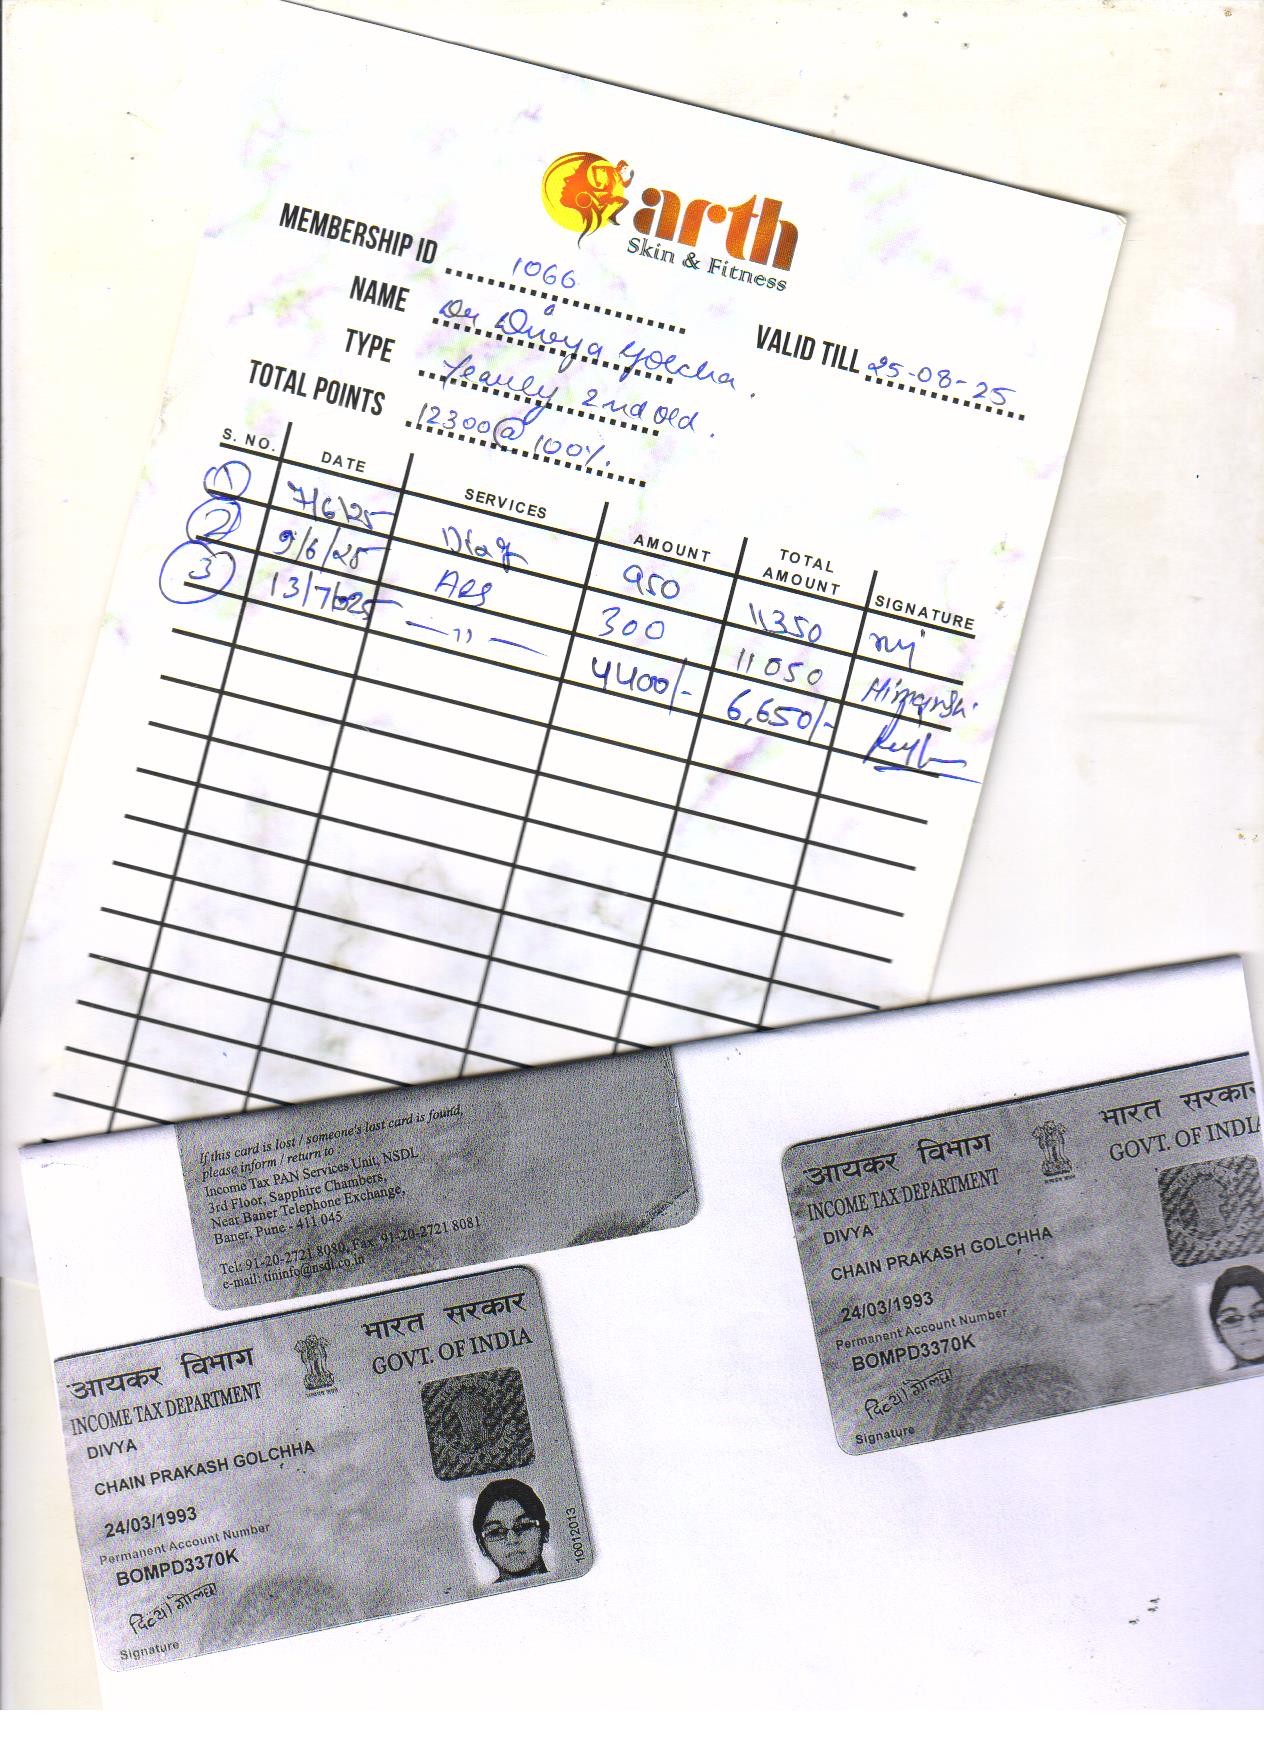 arth
Skin & Fitness
MEMBERSHIP ID 1066
NAME Dr Divya Golcha.
VALID TILL 25-08-25
TYPE Yearly 2nd Old.
TOTAL POINTS 12300@100%.
S. NO. DATE SERVICES AMOUNT TOTAL AMOUNT SIGNATURE
1 7/6/25 950 11350
2 9/6/25 300 11050 Himanshi
3 13/7/25 —〃— 4400/- 6,650/-
If this card is lost / someone's lost card is found,
please inform / return to :
Income Tax PAN Services Unit, NSDL
3rd Floor, Sapphire Chambers,
Near Baner Telephone Exchange,
Baner, Pune - 411 045
Tel: 91-20-2721 8080, Fax: 91-20-2721 8081
e-mail: tininfo@nsdl.co.in
आयकर विभाग भारत सरकार
INCOME TAX DEPARTMENT GOVT. OF INDIA
DIVYA
CHAIN PRAKASH GOLCHHA
24/03/1993
Permanent Account Number
BOMPD3370K
दिव्या गोलछा
Signature
10012013
आयकर विभाग भारत सरकार
INCOME TAX DEPARTMENT GOVT. OF INDIA
DIVYA
CHAIN PRAKASH GOLCHHA
24/03/1993
Permanent Account Number
BOMPD3370K
दिव्या गोलछा
Signature